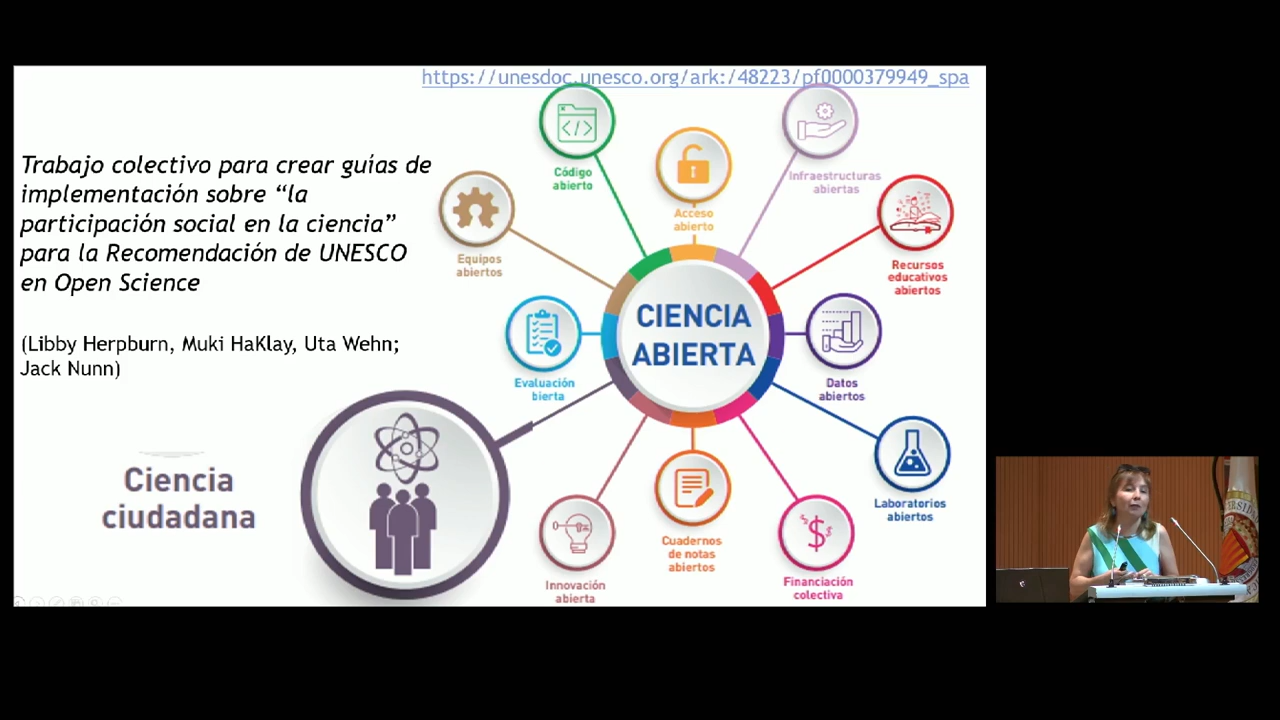 https://unesdoc.unesco.org/ark:/48223/pf0000379949_spa
Trabajo colectivo para crear guías de
implementación sobre “la
participación social en la ciencia”
para la Recomendación de UNESCO
en Open Science
(Libby Herpburn, Muki HaKlay, Uta Wehn;
Jack Nunn)
Ciencia
ciudadana
Código
abierto
Acceso
abierto
Infraestructuras
abiertas
Equipos
abiertos
Recursos
educativos
abiertos
CIENCIA
ABIERTA
Evaluación
bierta
Datos
abiertos
Laboratorios
abiertos
Cuadernos
de notas
abiertos
Innovación
abierta
Financiación
colectiva